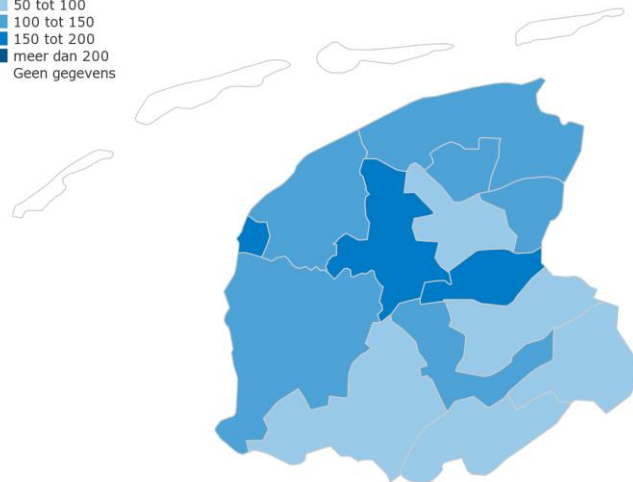 50 tot 100
100 tot 150
150 tot 200
meer dan 200
Geen gegevens